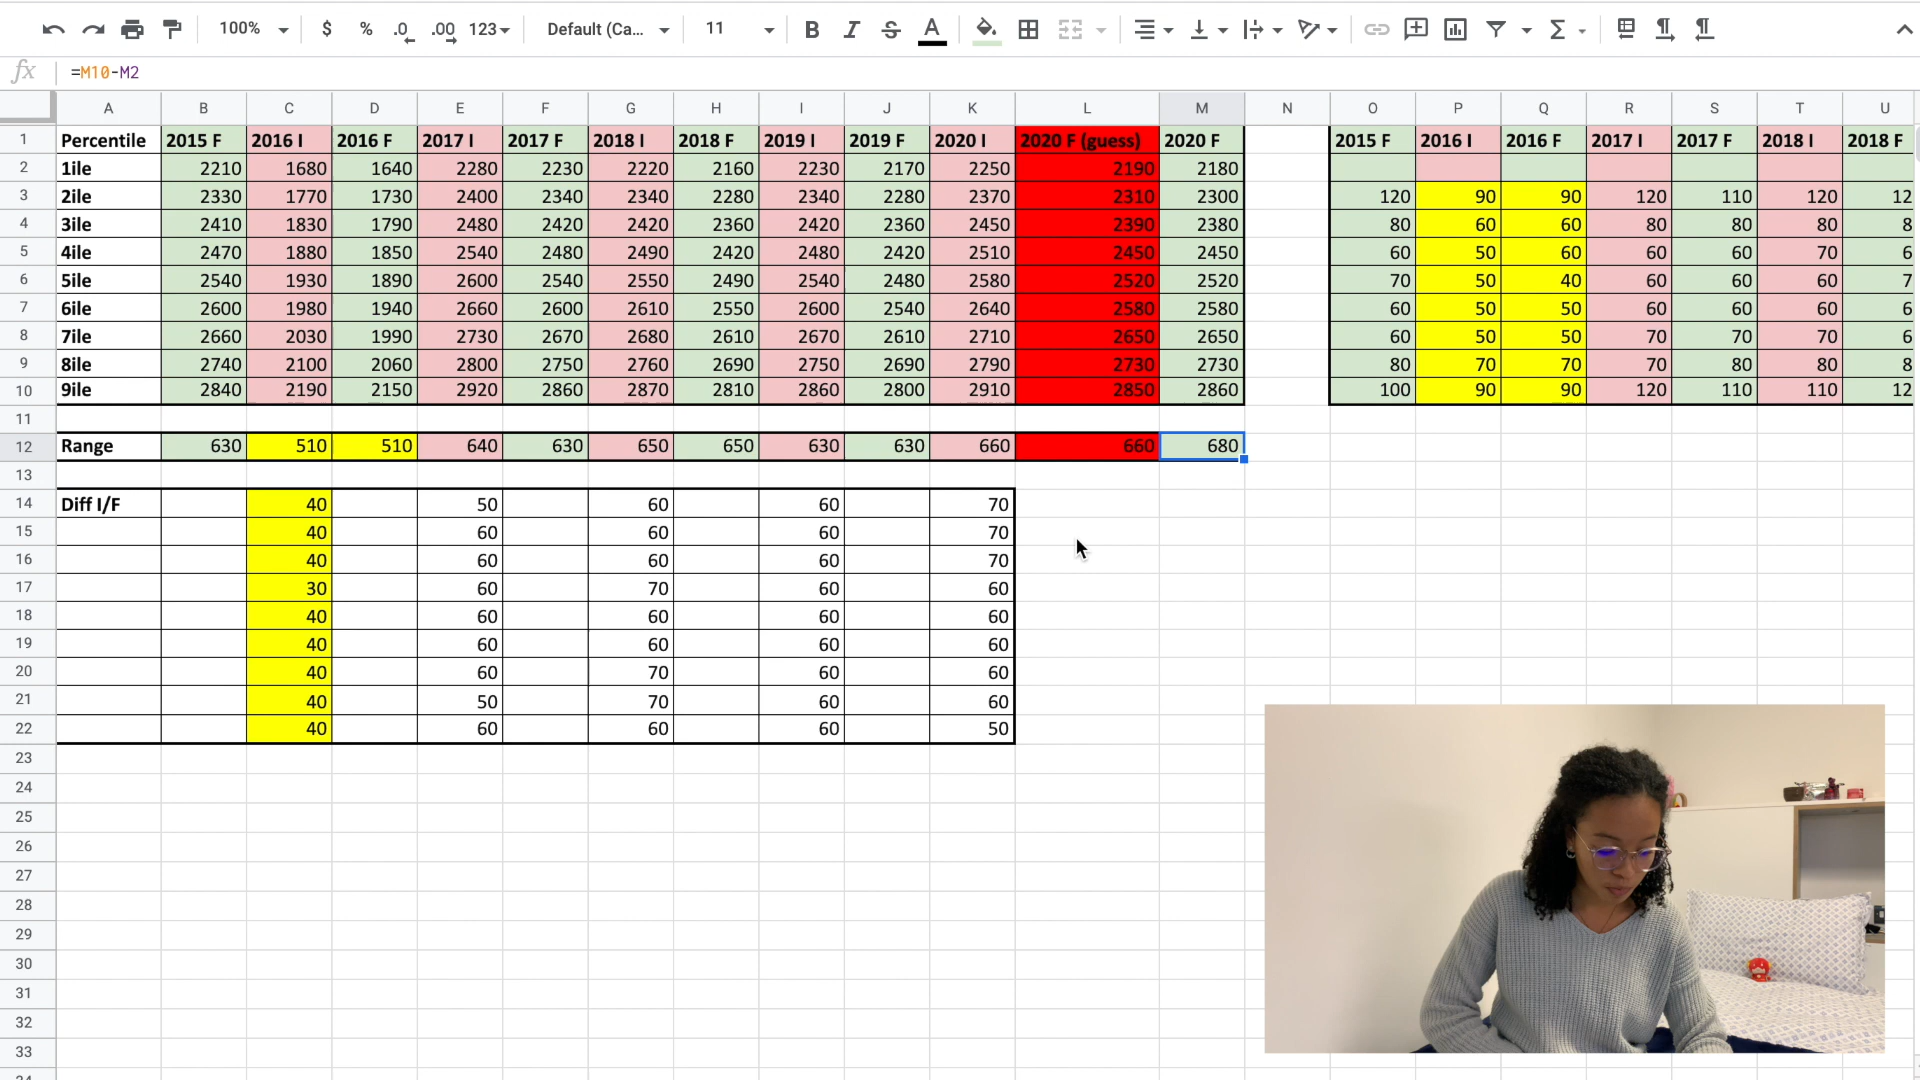 100% $ % .0 .00 123 Default (Ca... 11 B I S A
fx =M10-M2
A B C D E F G H I J K L M N O P Q R S T U
1 Percentile 2015 F 2016 I 2016 F 2017 I 2017 F 2018 I 2018 F 2019 I 2019 F 2020 I 2020 F (guess) 2020 F 2015 F 2016 I 2016 F 2017 I 2017 F 2018 I 2018 F
2 1ile 2210 1680 1640 2280 2230 2220 2160 2230 2170 2250 2190 2180
3 2ile 2330 1770 1730 2400 2340 2340 2280 2340 2280 2370 2310 2300 120 90 90 120 110 120 12
4 3ile 2410 1830 1790 2480 2420 2420 2360 2420 2360 2450 2390 2380 80 60 60 80 80 80 8
5 4ile 2470 1880 1850 2540 2480 2490 2420 2480 2420 2510 2450 2450 60 50 60 60 60 70 6
6 5ile 2540 1930 1890 2600 2540 2550 2490 2540 2480 2580 2520 2520 70 50 40 60 60 60 7
7 6ile 2600 1980 1940 2660 2600 2610 2550 2600 2540 2640 2580 2580 60 50 50 60 60 60 6
8 7ile 2660 2030 1990 2730 2670 2680 2610 2670 2610 2710 2650 2650 60 50 50 70 70 70 6
9 8ile 2740 2100 2060 2800 2750 2760 2690 2750 2690 2790 2730 2730 80 70 70 70 80 80 8
10 9ile 2840 2190 2150 2920 2860 2870 2810 2860 2800 2910 2850 2860 100 90 90 120 110 110 12
11
12 Range 630 510 510 640 630 650 650 630 630 660 660 680
13
14 Diff I/F 40 50 60 60 70
15 40 60 60 60 70
16 40 60 60 60 70
17 30 60 70 60 60
18 40 60 60 60 60
19 40 60 60 60 60
20 40 60 70 60 60
21 40 50 70 60 60
22 40 60 60 60 50
23
24
25
26
27
28
29
30
31
32
33